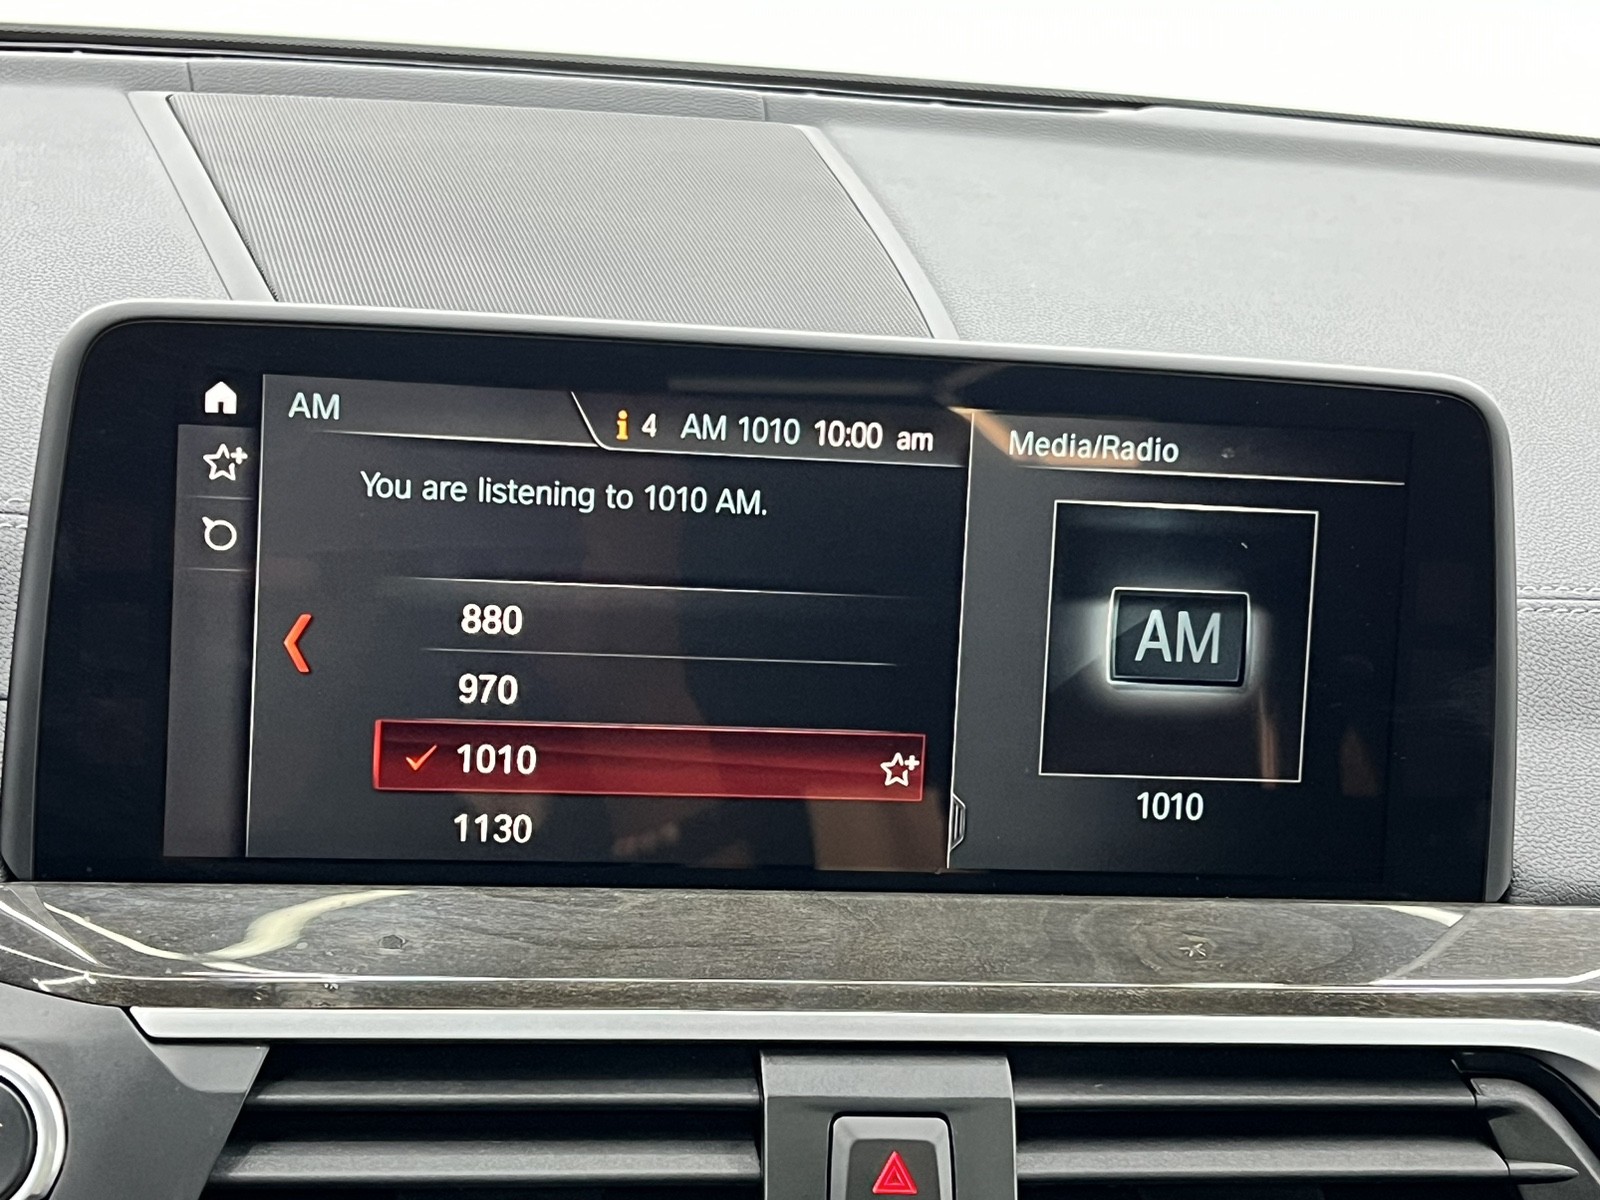 AM
i 4 AM 1010 10:00 am
Media/Radio
You are listening to 1010 AM.
880
970
1010
1130
AM
1010